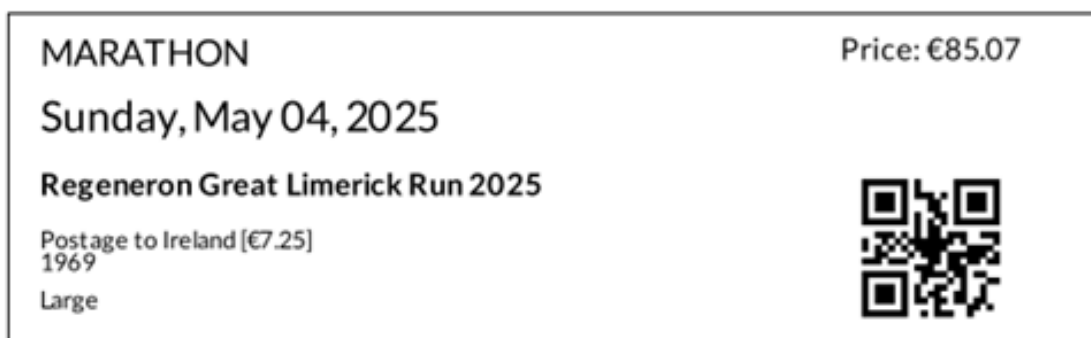 MARATHON
Price: €85.07
Sunday, May 04, 2025
Regeneron Great Limerick Run 2025
Postage to Ireland [€7.25]
1969
Large